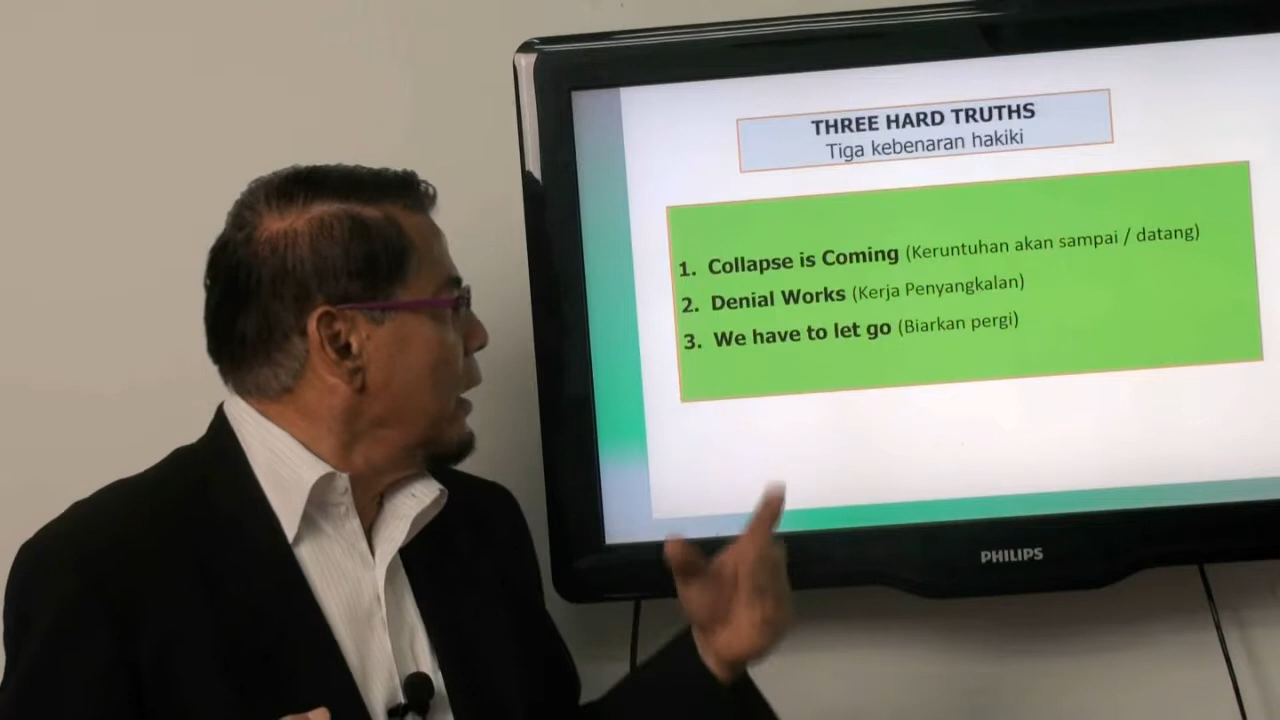 THREE HARD TRUTHS
Tiga kebenaran hakiki
1. Collapse is Coming (Keruntuhan akan sampai / datang)
2. Denial Works (Kerja Penyangkalan)
3. We have to let go (Biarkan pergi)
PHILIPS